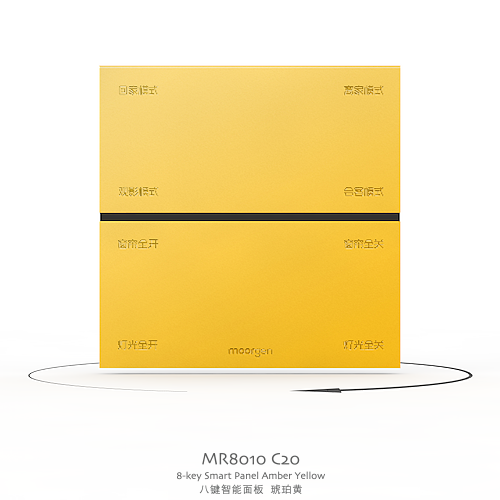 回家模式 离家模式
观影模式 会客模式
窗帘全开 窗帘全关
灯光全开 moorgen 灯光全关
MR8010 C20
8-key Smart Panel Amber Yellow
八键智能面板 琥珀黄